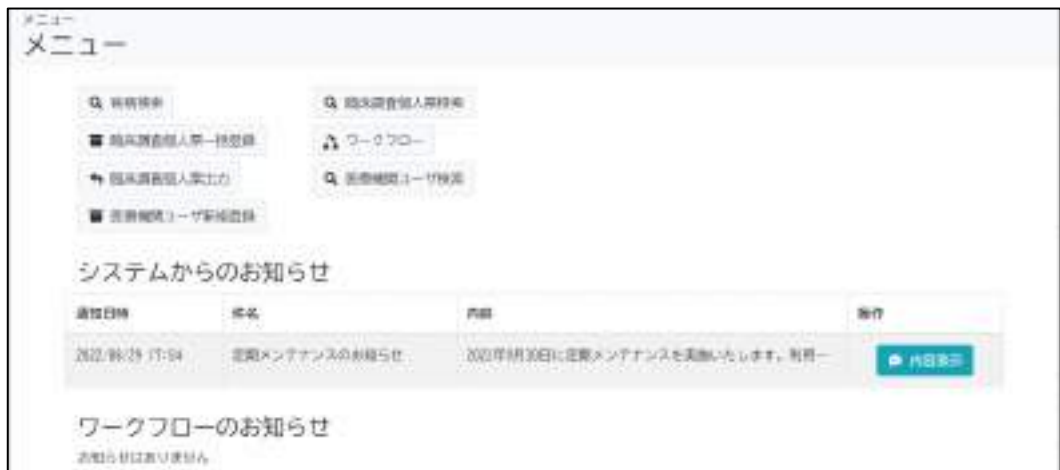 メニュー
メニュー
疾病検索
臨床調査個人票検索
臨床調査個人票一括登録
ワークフロー
臨床調査個人票出力
医療機関ユーザ検索
医療機関ユーザ新規登録
システムからのお知らせ
通知日時 件名 内容 操作
定期メンテナンスのお知らせ
内容表示
ワークフローのお知らせ
お知らせはありません